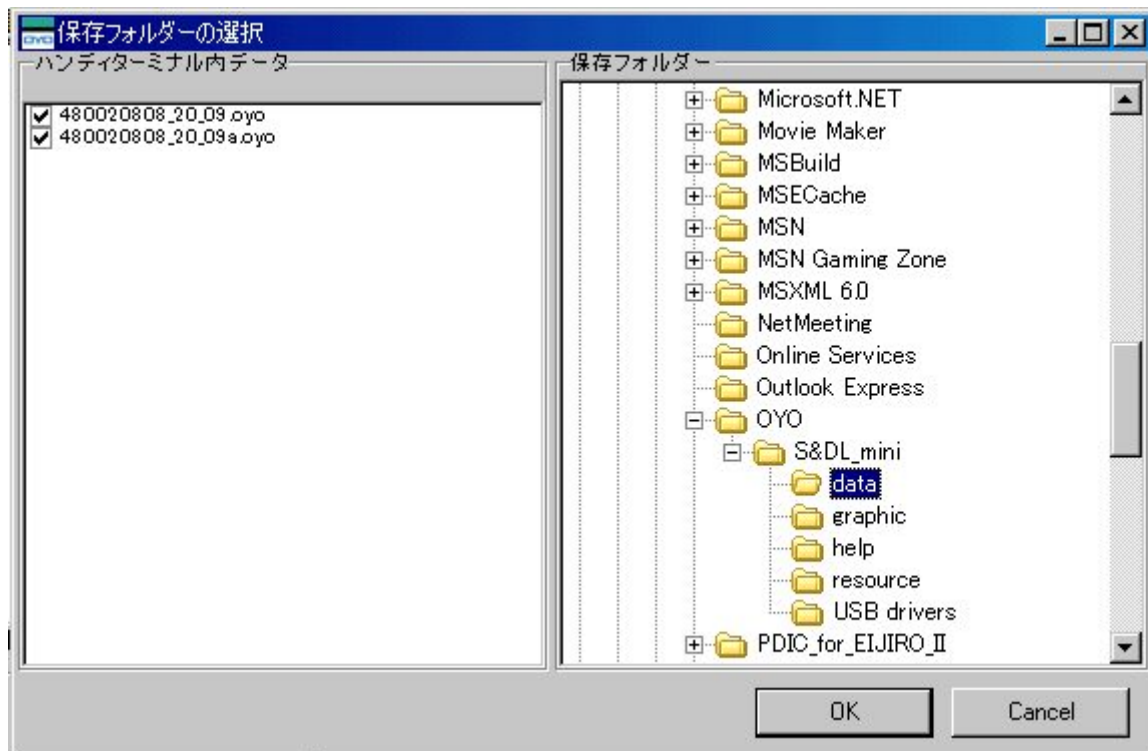 OYO 保存フォルダーの選択
ハンディターミナル内データ
480020808_20_09.oyo
480020808_20_09a.oyo
保存フォルダー
Microsoft.NET
Movie Maker
MSBuild
MSECache
MSN
MSN Gaming Zone
MSXML 6.0
NetMeeting
Online Services
Outlook Express
OYO
S&DL_mini
data
graphic
help
resource
USB drivers
PDIC_for_EIJIRO_II
OK Cancel